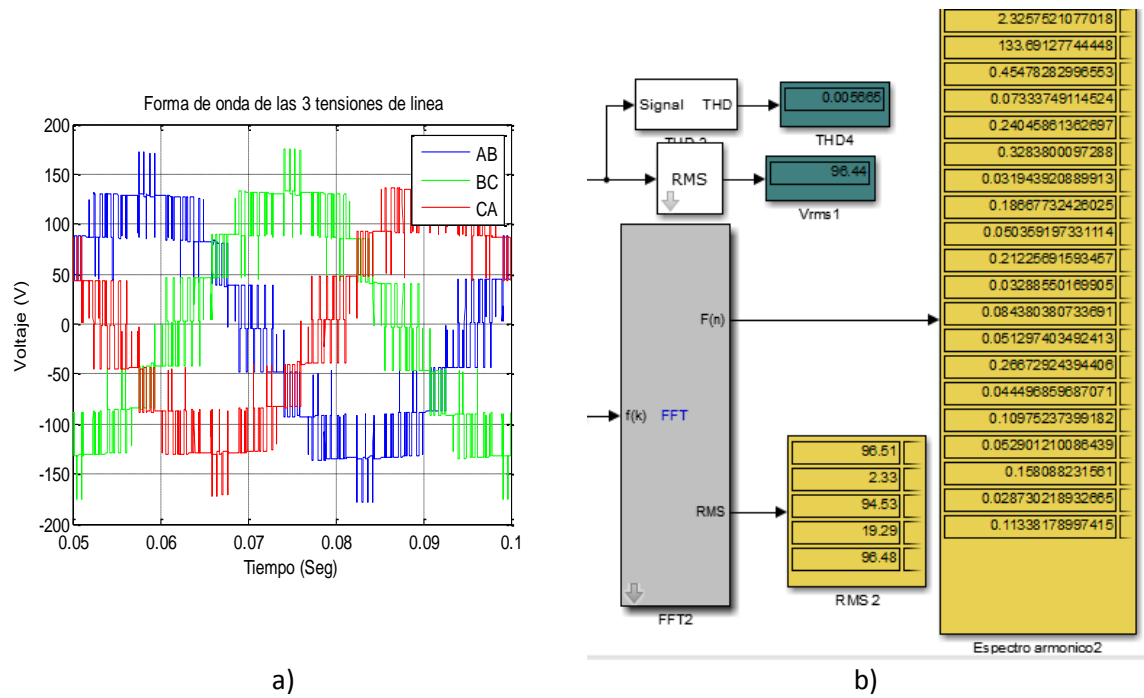 Forma de onda de las 3 tensiones de linea
200
150
100
50
0
-50
-100
-150
-200
Voltaje (V)
AB
BC
CA
0.05
0.06
0.07
0.08
0.09
0.1
Tiempo (Seg)
a)
Signal THD
0.005665
THD4
RMS
96.44
Vrms1
F(n)
f(k) FFT
RMS
FFT2
96.51
2.33
94.53
19.29
96.48
RMS 2
2.3257521077018
133.69127744448
0.45478282996553
0.07333749114524
0.24045861362697
0.3283800097288
0.031943920889913
0.18667732426025
0.050359197331114
0.21225691593457
0.03288550169905
0.084380380733691
0.051297403492413
0.26672924394406
0.044496859687071
0.10975237399182
0.052901210086439
0.158088231561
0.028730218932665
0.11338178997415
Espectro armonico2
b)